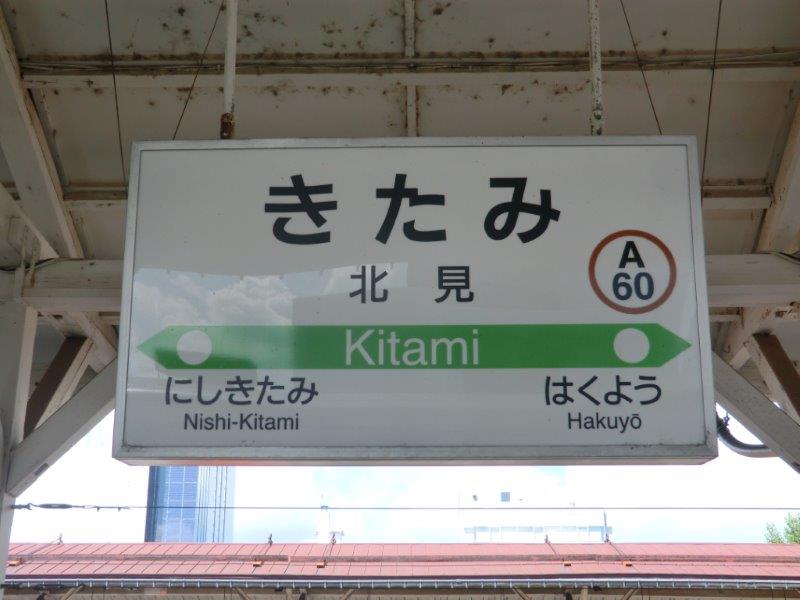 きたみ
北見
A
60
Kitami
にしきたみ
Nishi-Kitami
はくよう
Hakuyō